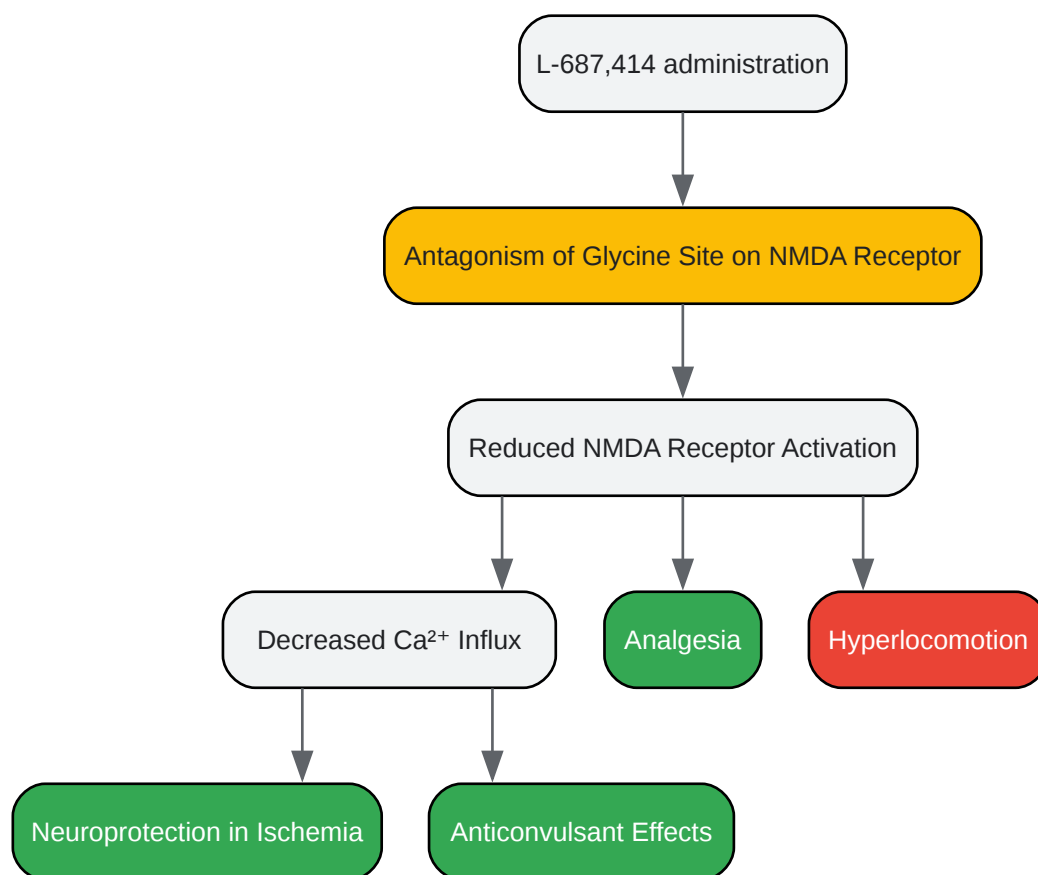 L-687,414 administration
Antagonism of Glycine Site on NMDA Receptor
Reduced NMDA Receptor Activation
Decreased Ca²⁺ Influx
Analgesia
Hyperlocomotion
Neuroprotection in Ischemia
Anticonvulsant Effects